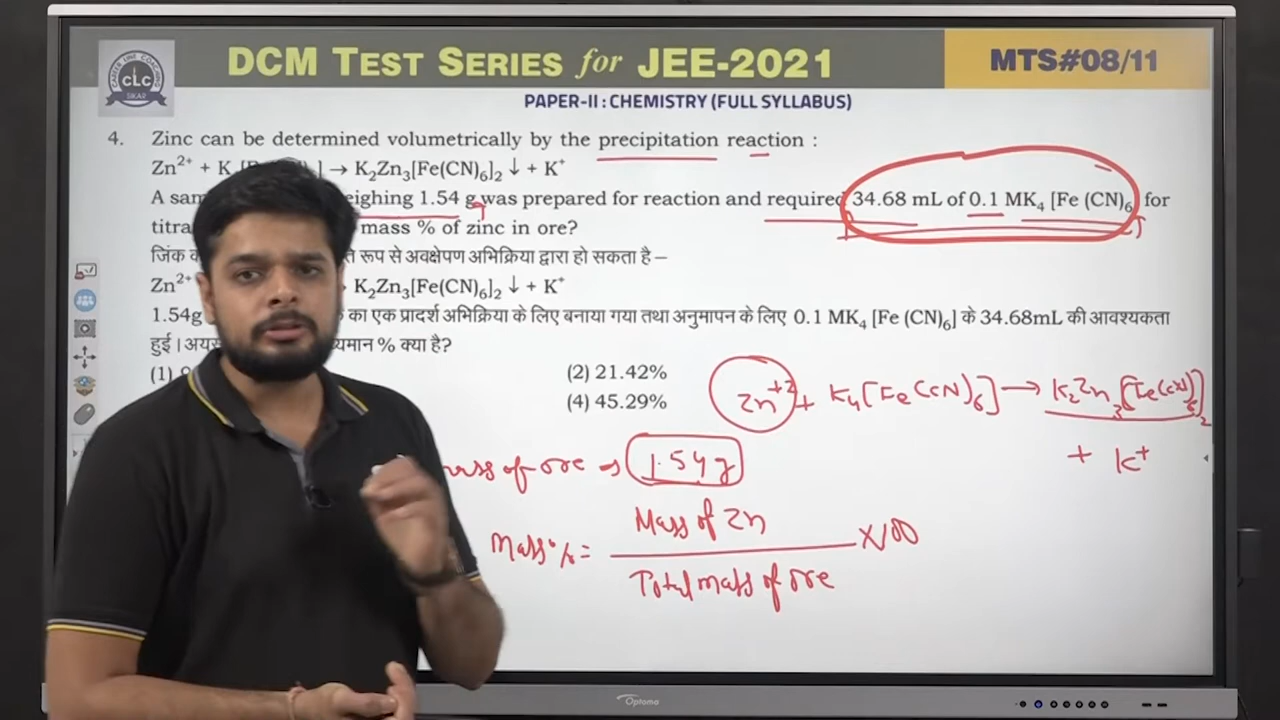 CLC
SIKAR
DCM TEST SERIES for JEE-2021
MTS#08/11
PAPER-II : CHEMISTRY (FULL SYLLABUS)
4. Zinc can be determined volumetrically by the precipitation reaction :
Zn²⁺ + K ] → K₂Zn₃[Fe(CN)₆]₂ ↓ + K⁺
A eighing 1.54 g was prepared for reaction and required 34.68 mL of 0.1 MK₄ [Fe (CN)₆ for
mass % of zinc in ore?
जिंक रूप से अवक्षेपण अभिक्रिया द्वारा हो सकता है –
Zn²⁺ K₂Zn₃[Fe(CN)₆]₂ ↓ + K⁺
1.54g का एक प्रादर्श अभिक्रिया के लिए बनाया गया तथा अनुमापन के लिए 0.1 MK₄ [Fe (CN)₆] के 34.68mL की आवश्यकता
हुई। % क्या है?
(1) (2) 21.42%
(4) 45.29%
Zn⁺² + K₄[Fe(CN)₆] → K₂Zn₃[Fe(CN)₆]₂
+ K⁺
of ore ⇒ 1.54 g
Mass % = Mass of Zn / Total mass of ore × 100
Optoma